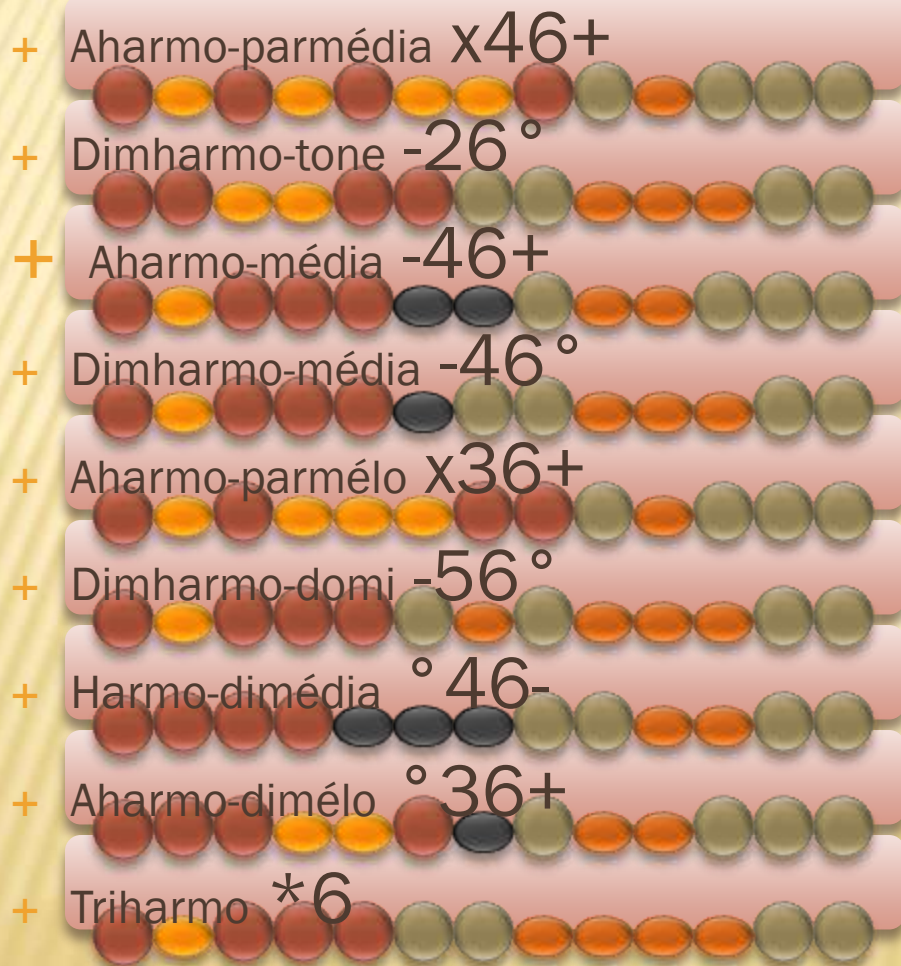 + Aharmo-parmédia x46+
+ Dimharmo-tone -26°
+ Aharmo-média -46+
+ Dimharmo-média -46°
+ Aharmo-parmélo x36+
+ Dimharmo-domi -56°
+ Harmo-dimédia °46-
+ Aharmo-dimélo °36+
+ Triharmo *6